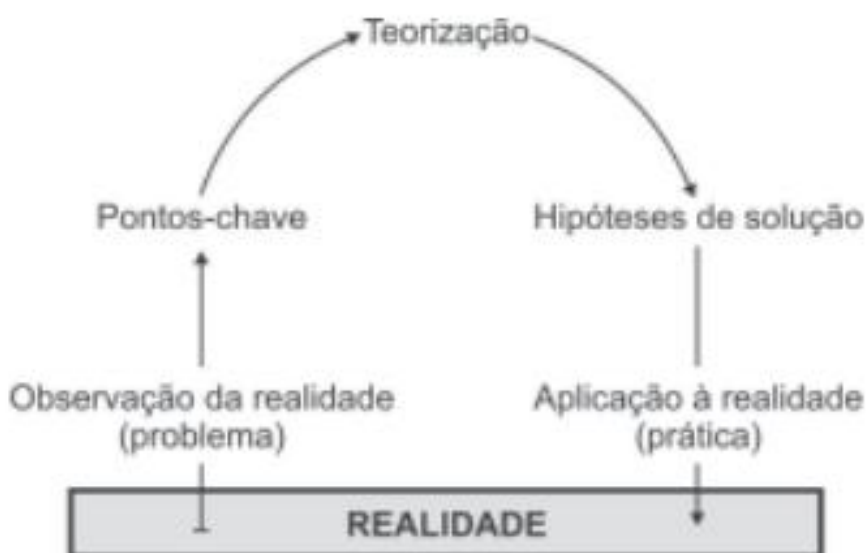 Teorização
Pontos-chave
Hipóteses de solução
Observação da realidade
(problema)
Aplicação à realidade
(prática)
REALIDADE